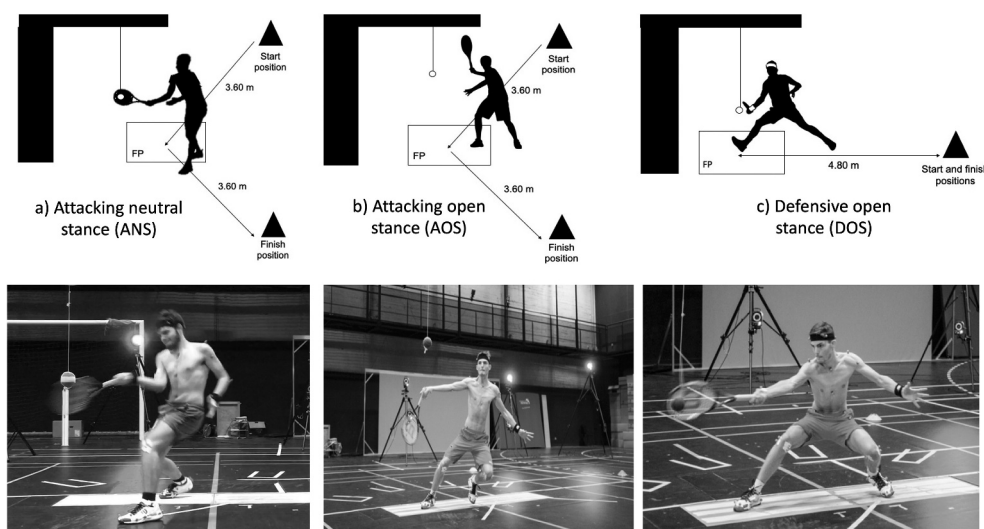 Start
position
3.60 m
FP
3.60 m
Finish
position
a) Attacking neutral
stance (ANS)
Start
position
3.60 m
FP
3.60 m
Finish
position
b) Attacking open
stance (AOS)
FP
4.80 m
Start and finish
positions
c) Defensive open
stance (DOS)